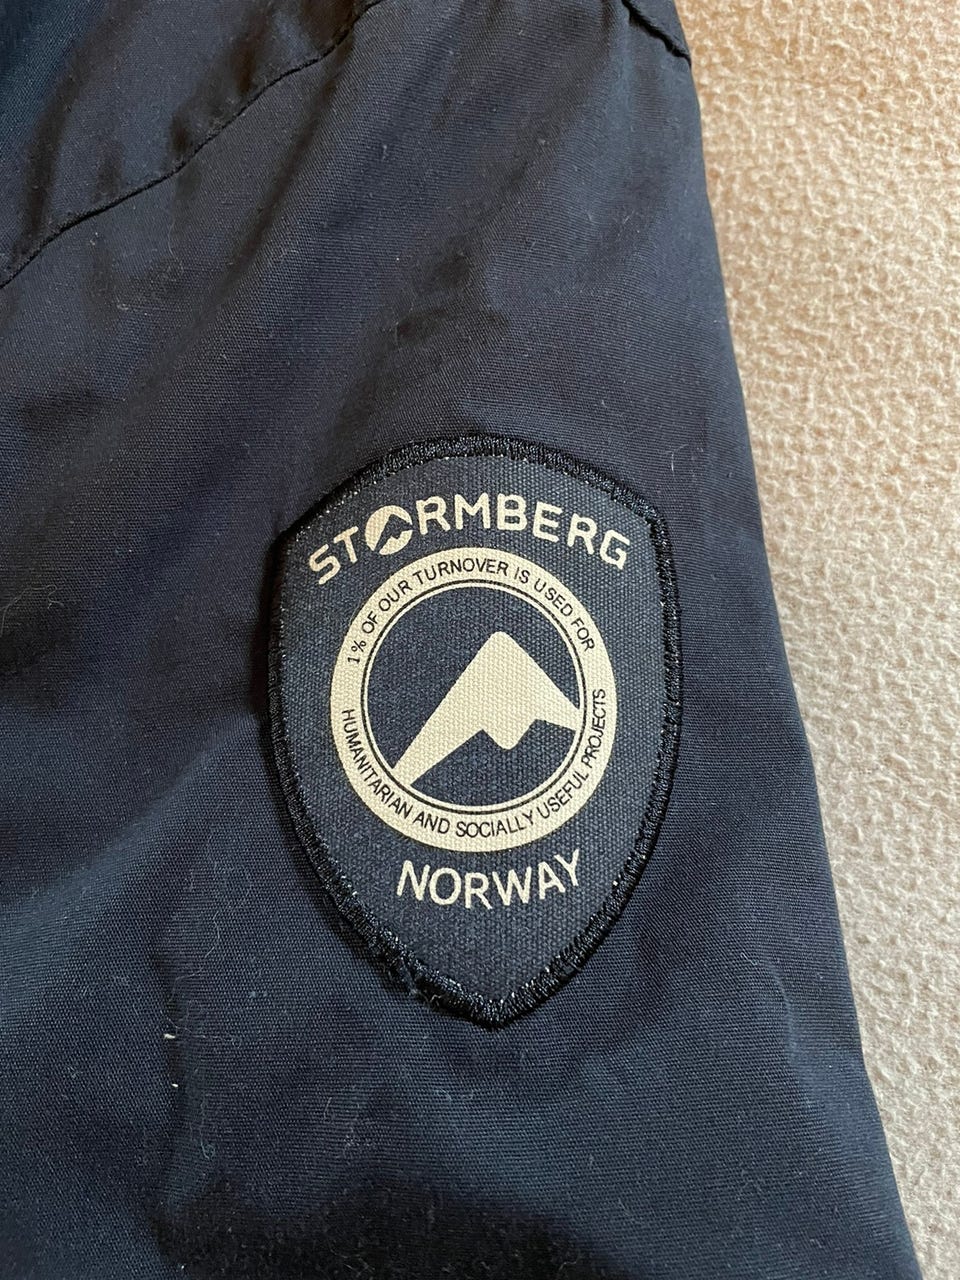 STORMBERG
1% OF OUR TURNOVER IS USED FOR
HUMANITARIAN AND SOCIALLY USEFUL PROJECTS
NORWAY